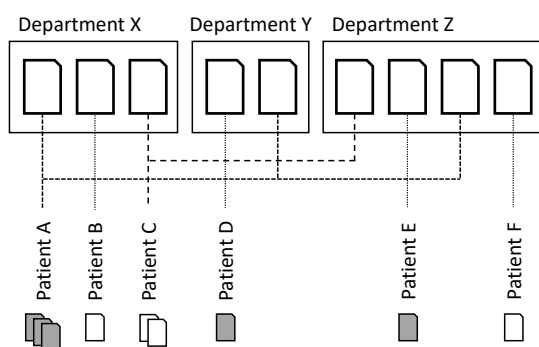 Department X Department Y Department Z
Patient A
Patient B
Patient C
Patient D
Patient E
Patient F